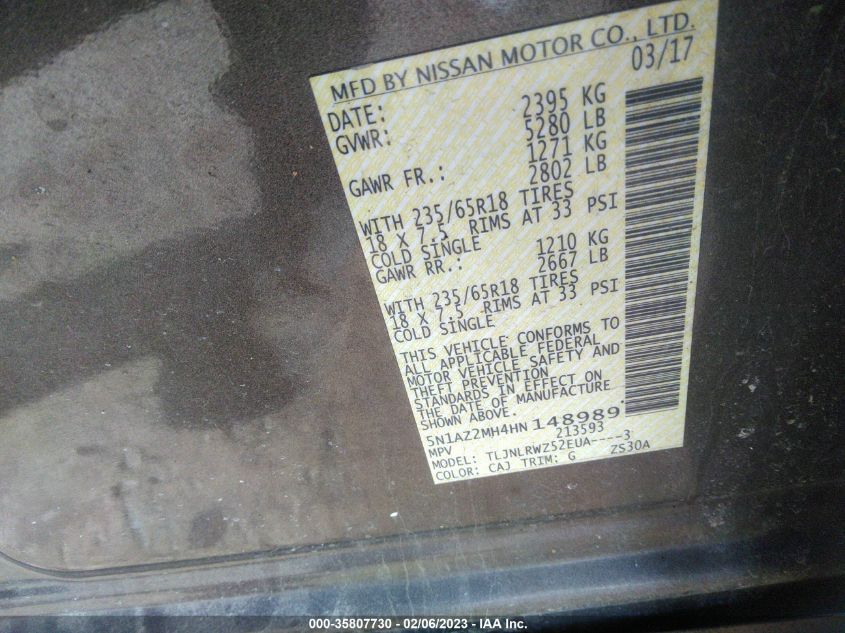 MFD BY NISSAN MOTOR CO., LTD.
DATE: 03/17
GVWR: 2395 KG
5280 LB
GAWR FR.: 1271 KG
2802 LB
WITH 235/65R18 TIRES
18 X 7.5 RIMS AT 33 PSI
COLD SINGLE
GAWR RR.: 1210 KG
2667 LB
WITH 235/65R18 TIRES
18 X 7.5 RIMS AT 33 PSI
COLD SINGLE
THIS VEHICLE CONFORMS TO
ALL APPLICABLE FEDERAL
MOTOR VEHICLE SAFETY AND
THEFT PREVENTION
STANDARDS IN EFFECT ON
THE DATE OF MANUFACTURE
SHOWN ABOVE.
5N1AZ2MH4HN148989
MPV 213593
MODEL: TLJNLRWZ52EUA----3
COLOR: CAJ TRIM: G ZS30A
000-35807730 - 02/06/2023 - IAA Inc.